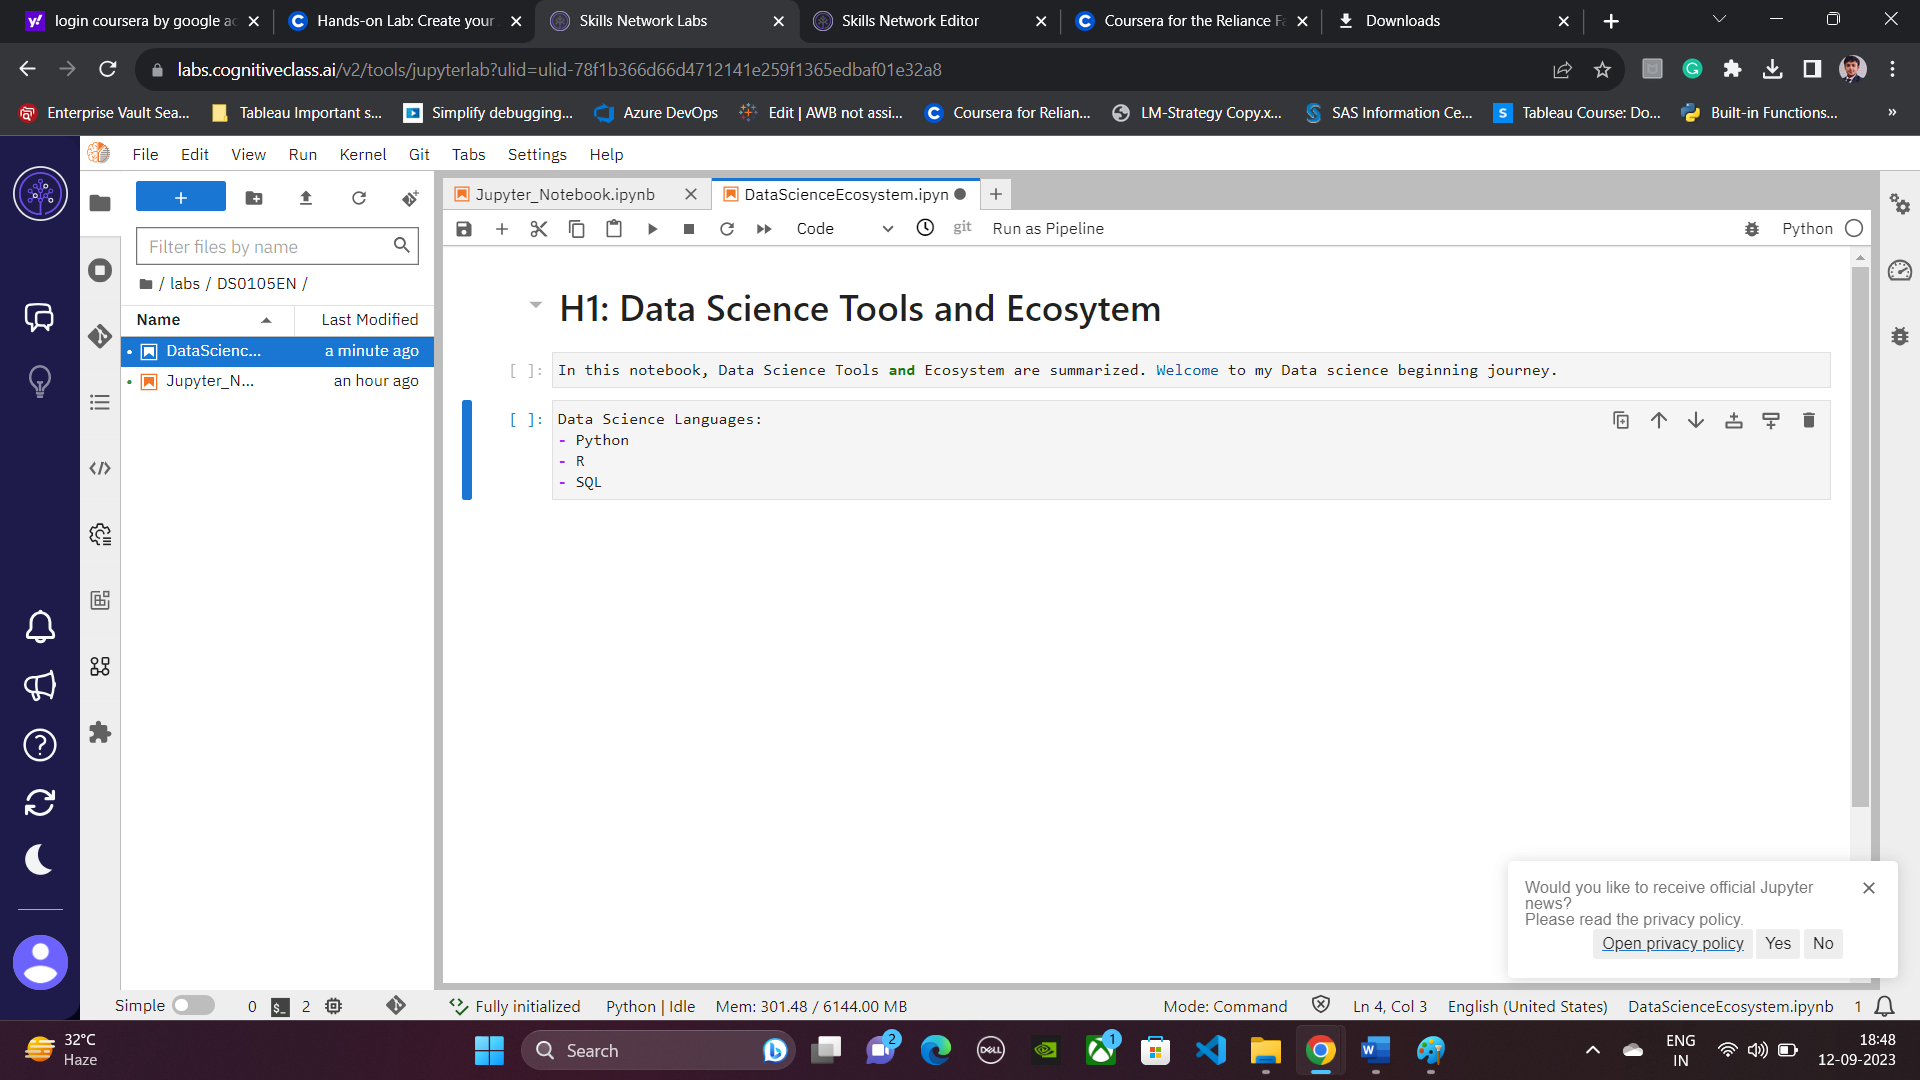 login coursera by google ac
Hands-on Lab: Create your
Skills Network Labs
Skills Network Editor
Coursera for the Reliance Fa
Downloads
labs.cognitiveclass.ai/v2/tools/jupyterlab?ulid=ulid-78f1b366d66d4712141e259f1365edbaf01e32a8
Enterprise Vault Sea...
Tableau Important s...
Simplify debugging...
Azure DevOps
Edit | AWB not assi...
Coursera for Relian...
LM-Strategy Copy.x...
SAS Information Ce...
Tableau Course: Do...
Built-in Functions...
»
File Edit View Run Kernel Git Tabs Settings Help
Filter files by name
/ labs / DS0105EN /
Name Last Modified
DataScienc... a minute ago
Jupyter_N... an hour ago
Jupyter_Notebook.ipynb
DataScienceEcosystem.ipyn
Code
git
Run as Pipeline
Python
H1: Data Science Tools and Ecosytem
[ ]: In this notebook, Data Science Tools and Ecosystem are summarized. Welcome to my Data science beginning journey.
[ ]: Data Science Languages:
- Python
- R
- SQL
Would you like to receive official Jupyter
news?
Please read the privacy policy.
Open privacy policy Yes No
Simple 0 2 Fully initialized Python | Idle Mem: 301.48 / 6144.00 MB Mode: Command Ln 4, Col 3 English (United States) DataScienceEcosystem.ipynb 1
32°C
Haze
Search
DELL
2
1
ENG
IN
18:48
12-09-2023